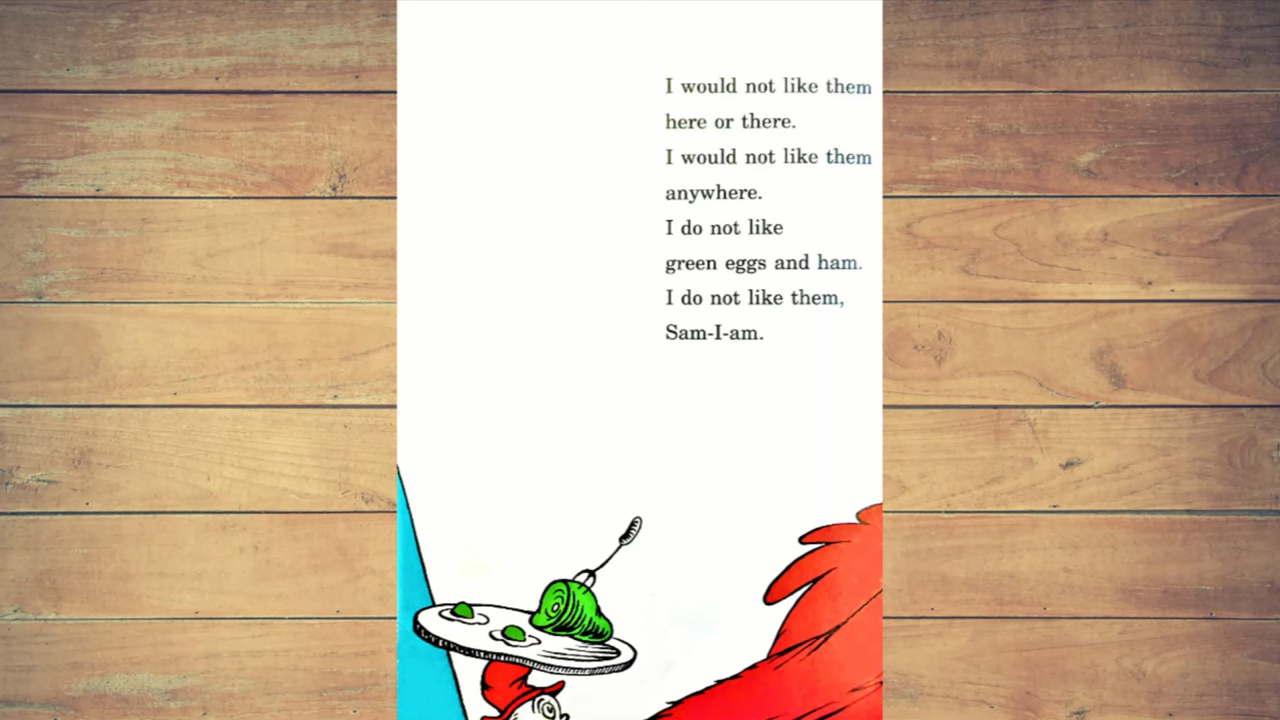 I would not like them
here or there.
I would not like them
anywhere.
I do not like
green eggs and ham.
I do not like them,
Sam-I-am.